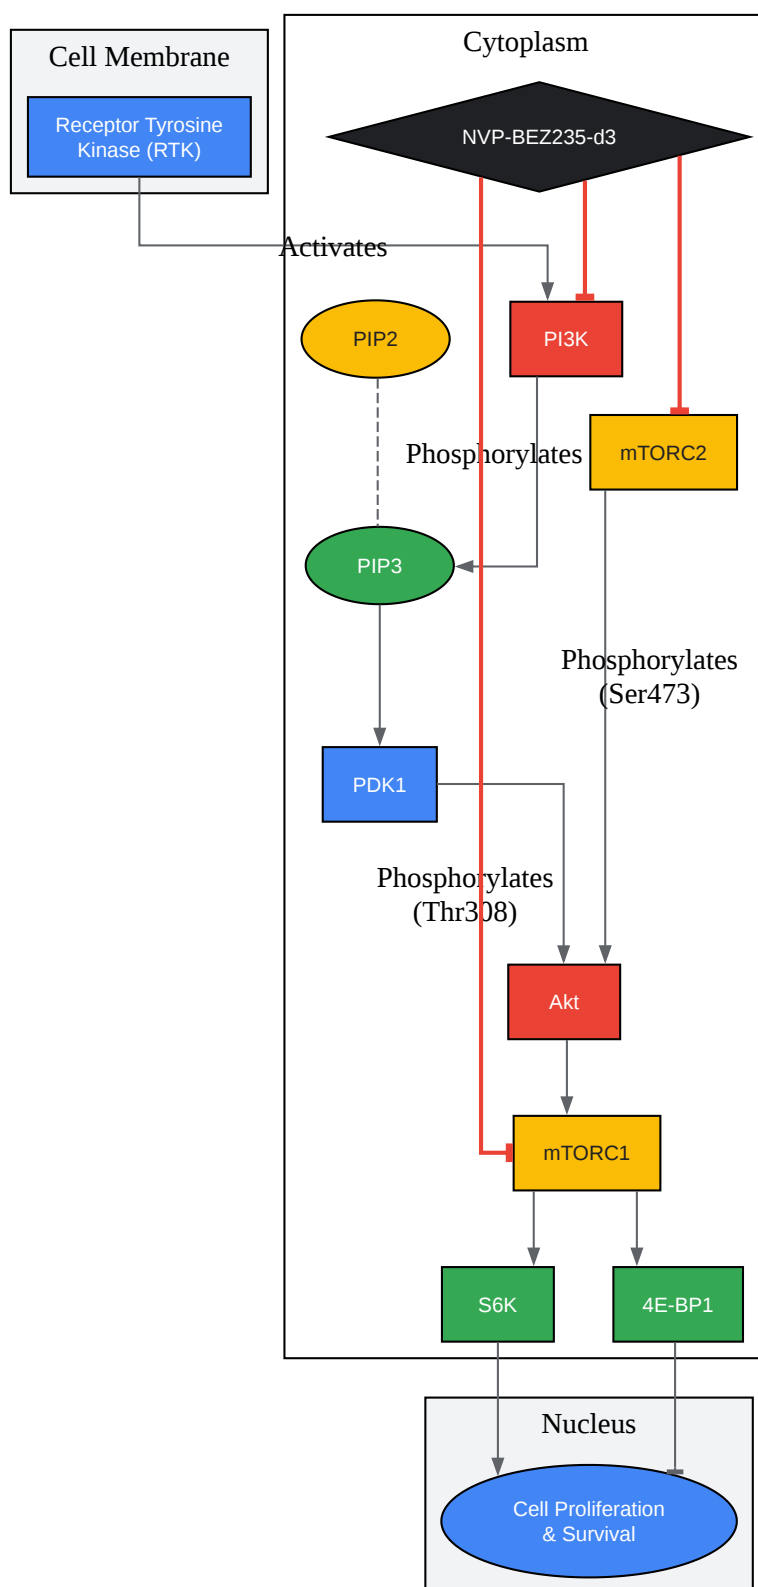 Cell Membrane
Receptor Tyrosine
Kinase (RTK)
Cytoplasm
NVP-BEZ235-d3
Activates
PIP2
PI3K
Phosphorylates
mTORC2
PIP3
Phosphorylates
(Ser473)
PDK1
Phosphorylates
(Thr308)
Akt
mTORC1
S6K
4E-BP1
Nucleus
Cell Proliferation
& Survival